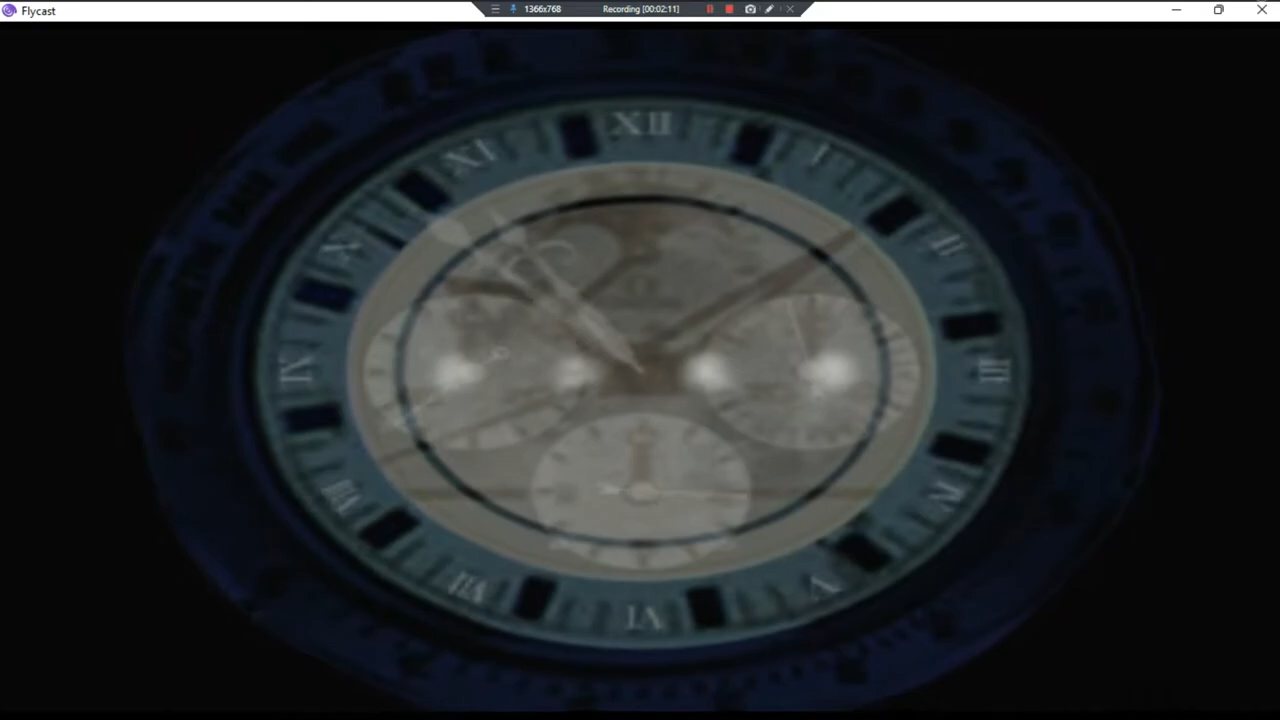 Flycast
1366x768
Recording [00:02:11]
XII
XI
I
X
II
IX
III
VIII
IV
VII
V
VI